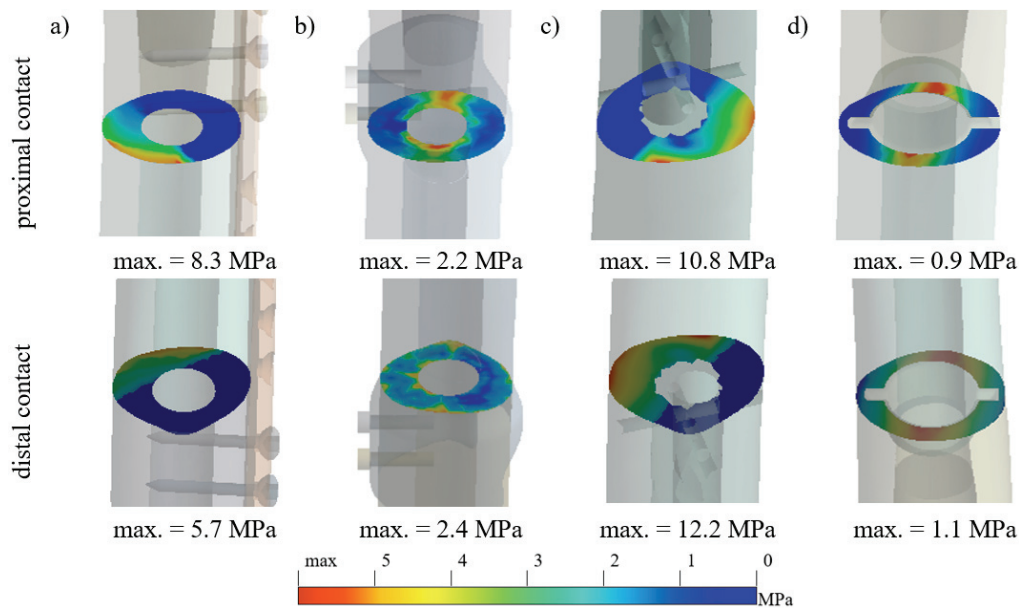 a) b) c) d)
proximal contact
max. = 8.3 MPa max. = 2.2 MPa max. = 10.8 MPa max. = 0.9 MPa
distal contact
max. = 5.7 MPa max. = 2.4 MPa max. = 12.2 MPa max. = 1.1 MPa
max 5 4 3 2 1 0
MPa